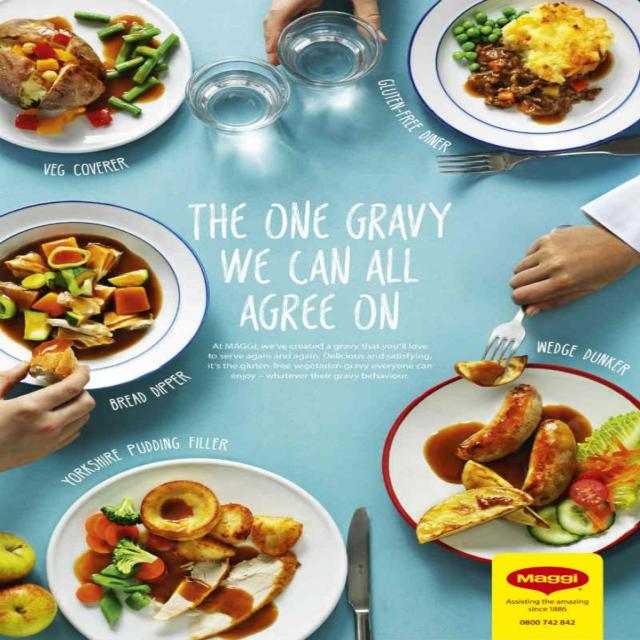 GLUTEN-FREE DINER
VEG COVERER
THE ONE GRAVY
WE CAN ALL
AGREE ON
At MAGGI, we've created a gravy that you'll love
to serve again and again. Delicious and satisfying,
it's the gluten-free vegetarian gravy everyone can
enjoy – whatever their gravy behaviour.
WEDGE DUNKER
BREAD DIPPER
YORKSHIRE PUDDING FILLER
Maggi
Assisting the amazing
since 1886
0800 742 842